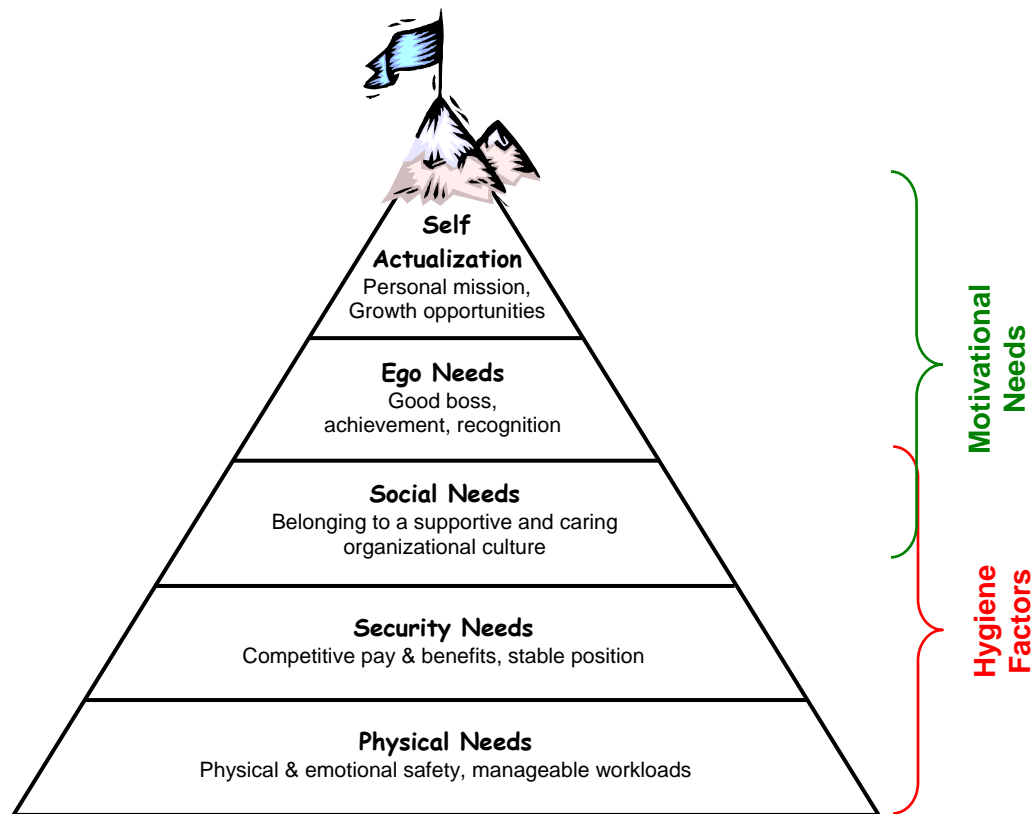 Self
Actualization
Personal mission,
Growth opportunities
Ego Needs
Good boss,
achievement, recognition
Social Needs
Belonging to a supportive and caring
organizational culture
Security Needs
Competitive pay & benefits, stable position
Physical Needs
Physical & emotional safety, manageable workloads
Motivational
Needs
Hygiene
Factors